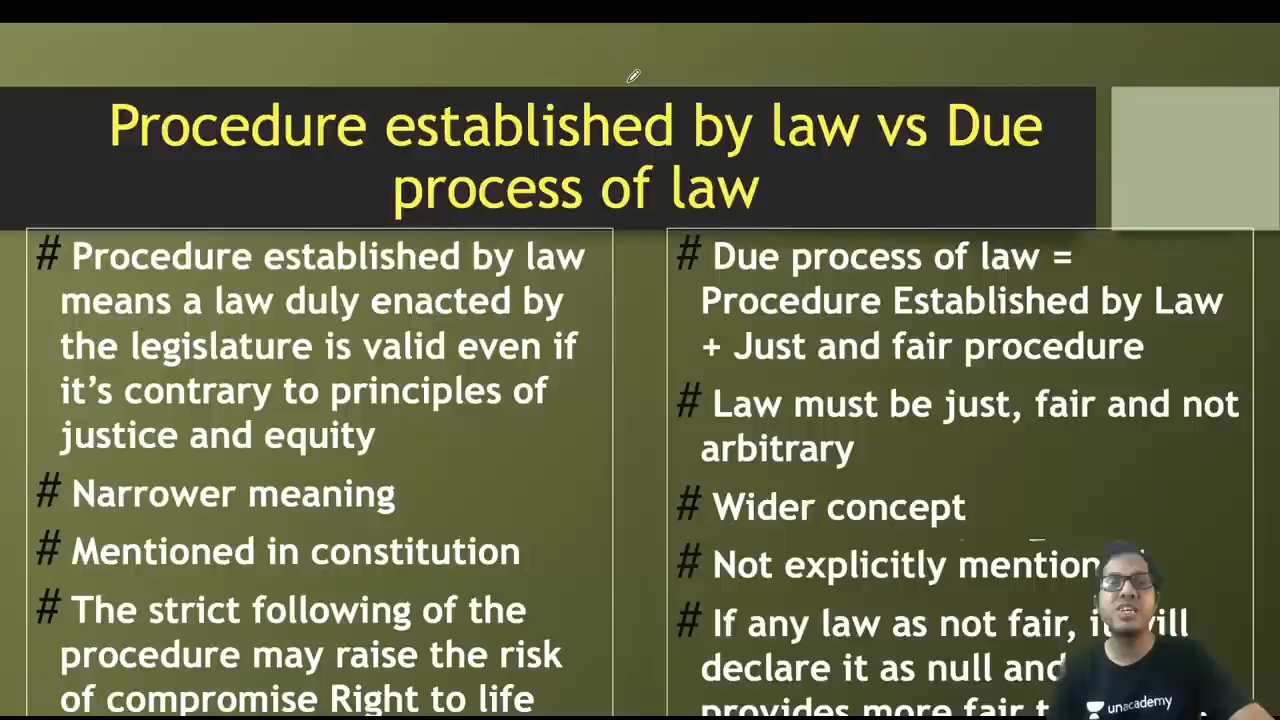 Procedure established by law vs Due
process of law
# Procedure established by law
means a law duly enacted by
the legislature is valid even if
it's contrary to principles of
justice and equity
# Narrower meaning
# Mentioned in constitution
# The strict following of the
procedure may raise the risk
of compromise Right to life
# Due process of law =
Procedure Established by Law
+ Just and fair procedure
# Law must be just, fair and not
arbitrary
# Wider concept
# Not explicitly
# If any law as not fair,
declare it as null and
provides more fair
unacademy